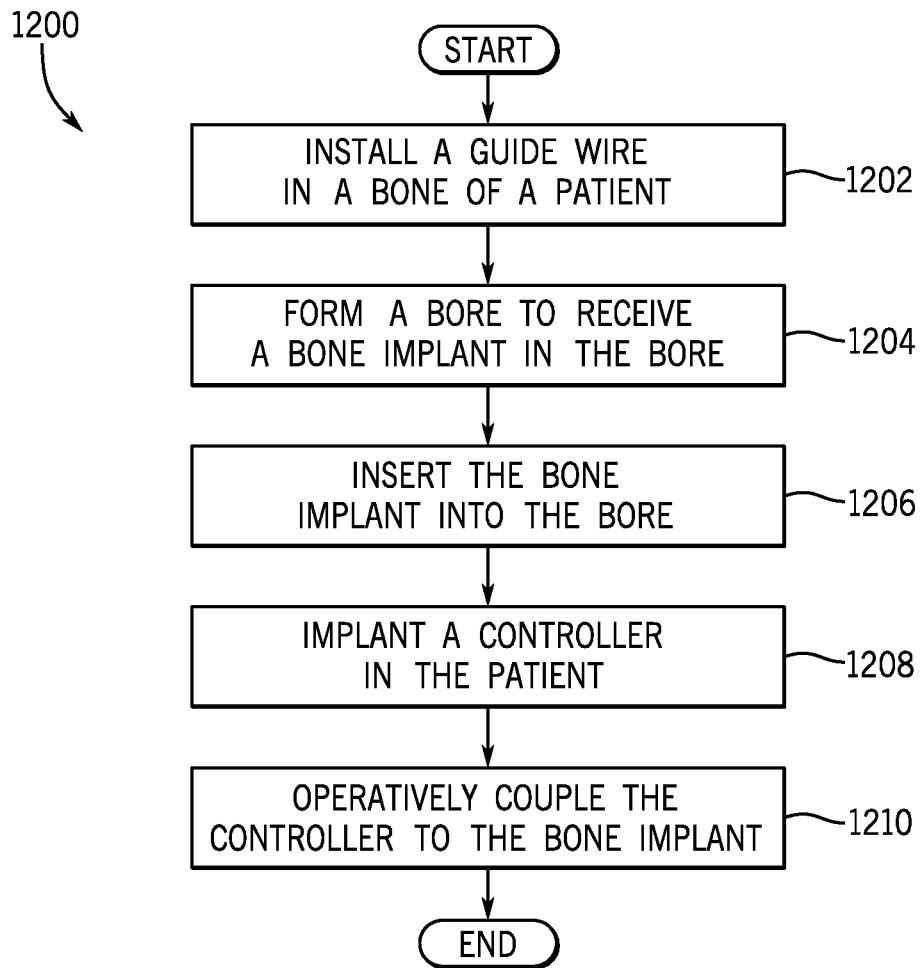 1200
START
INSTALL A GUIDE WIRE
IN A BONE OF A PATIENT
1202
FORM A BORE TO RECEIVE
A BONE IMPLANT IN THE BORE
1204
INSERT THE BONE
IMPLANT INTO THE BORE
1206
IMPLANT A CONTROLLER
IN THE PATIENT
1208
OPERATIVELY COUPLE THE
CONTROLLER TO THE BONE IMPLANT
1210
END